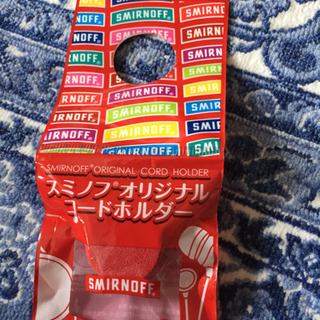 SMIRNOFF
SMIRNOFF
SMIRNOFF
SMIRNOFF
SMIRNOFF
SMIRNOFF
SMIRNOFF®ORIGINAL CORD HOLDER
スミノフ®オリジナル
コードホルダー
SMIRNOFF